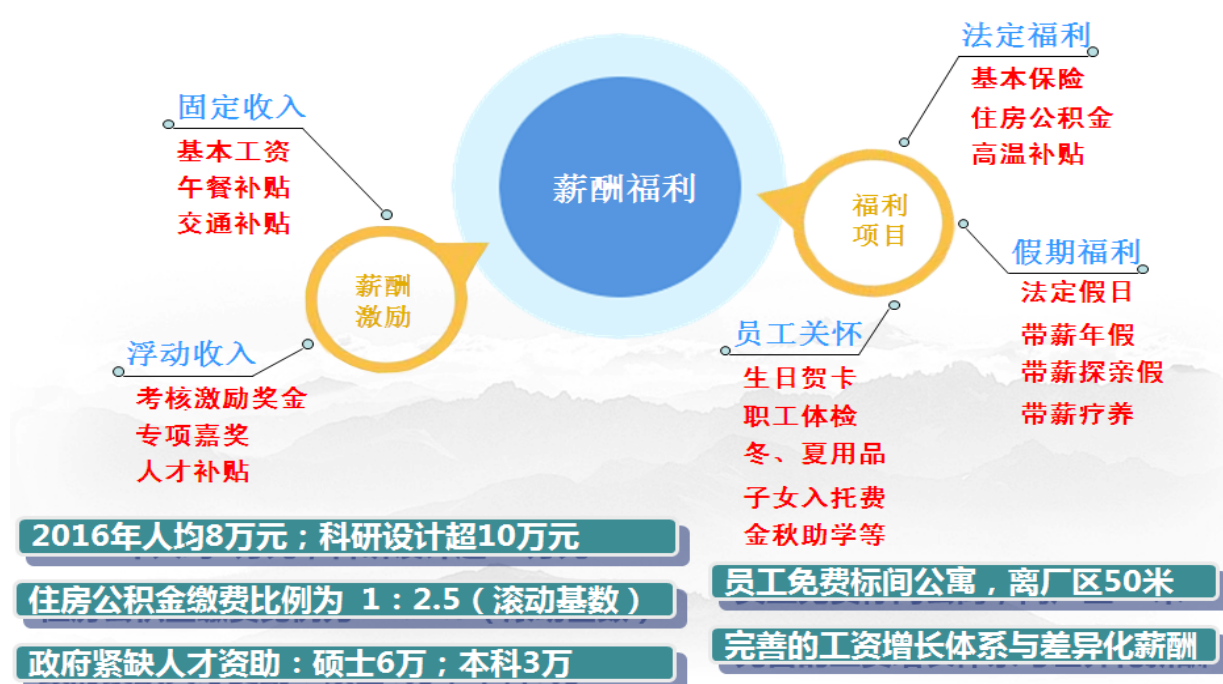 薪酬福利
薪酬
激励
固定收入
基本工资
午餐补贴
交通补贴
浮动收入
考核激励奖金
专项嘉奖
人才补贴
福利
项目
法定福利
基本保险
住房公积金
高温补贴
假期福利
法定假日
带薪年假
带薪探亲假
带薪疗养
员工关怀
生日贺卡
职工体检
冬、夏用品
子女入托费
金秋助学等
2016年人均8万元；科研设计超10万元
住房公积金缴费比例为 1：2.5（滚动基数）
政府紧缺人才资助：硕士6万；本科3万
员工免费标间公寓，离厂区50米
完善的工资增长体系与差异化薪酬